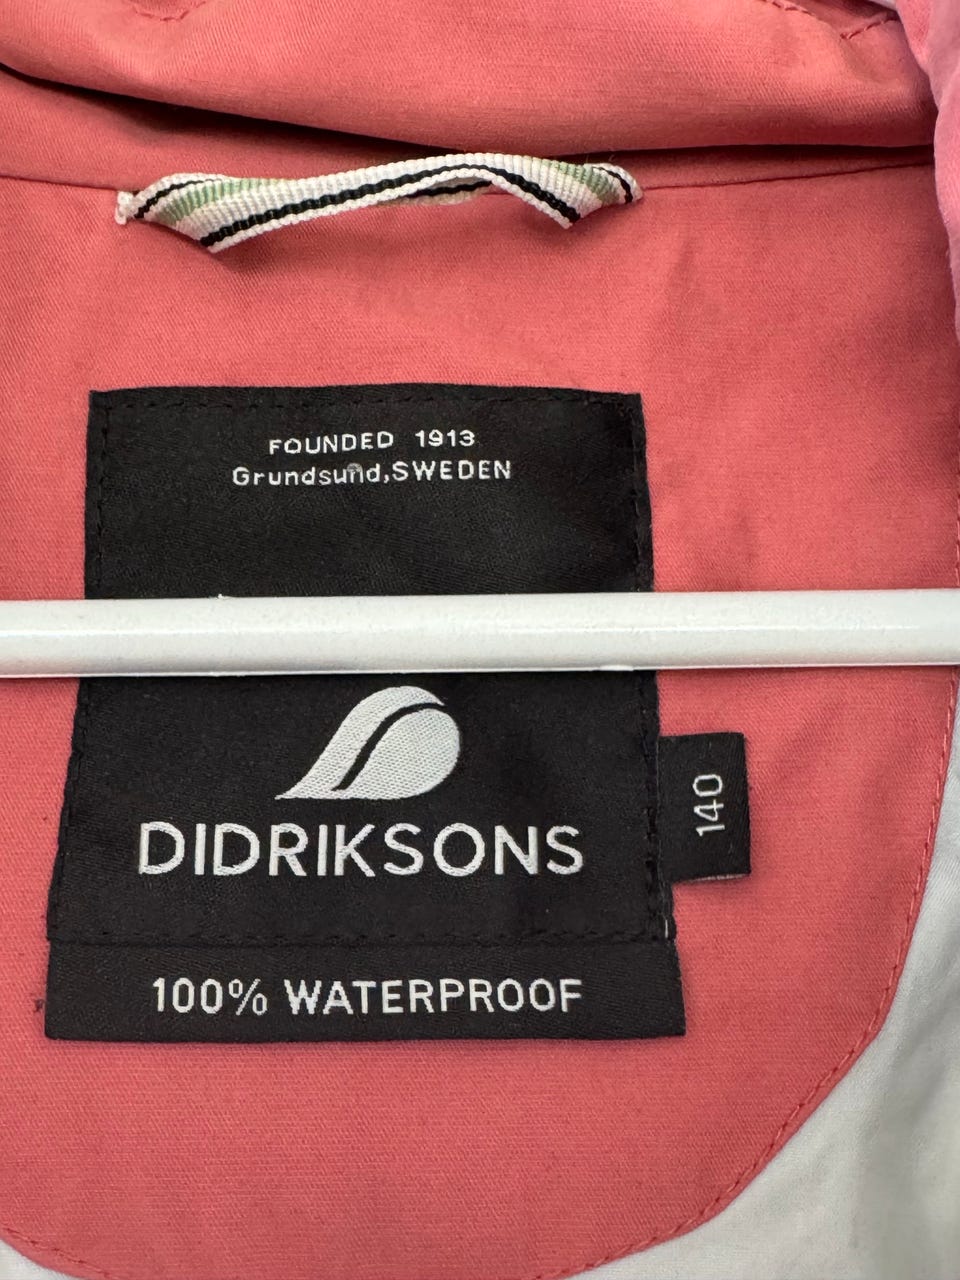 FOUNDED 1913
Grundsund,SWEDEN
DIDRIKSONS
140
100% WATERPROOF